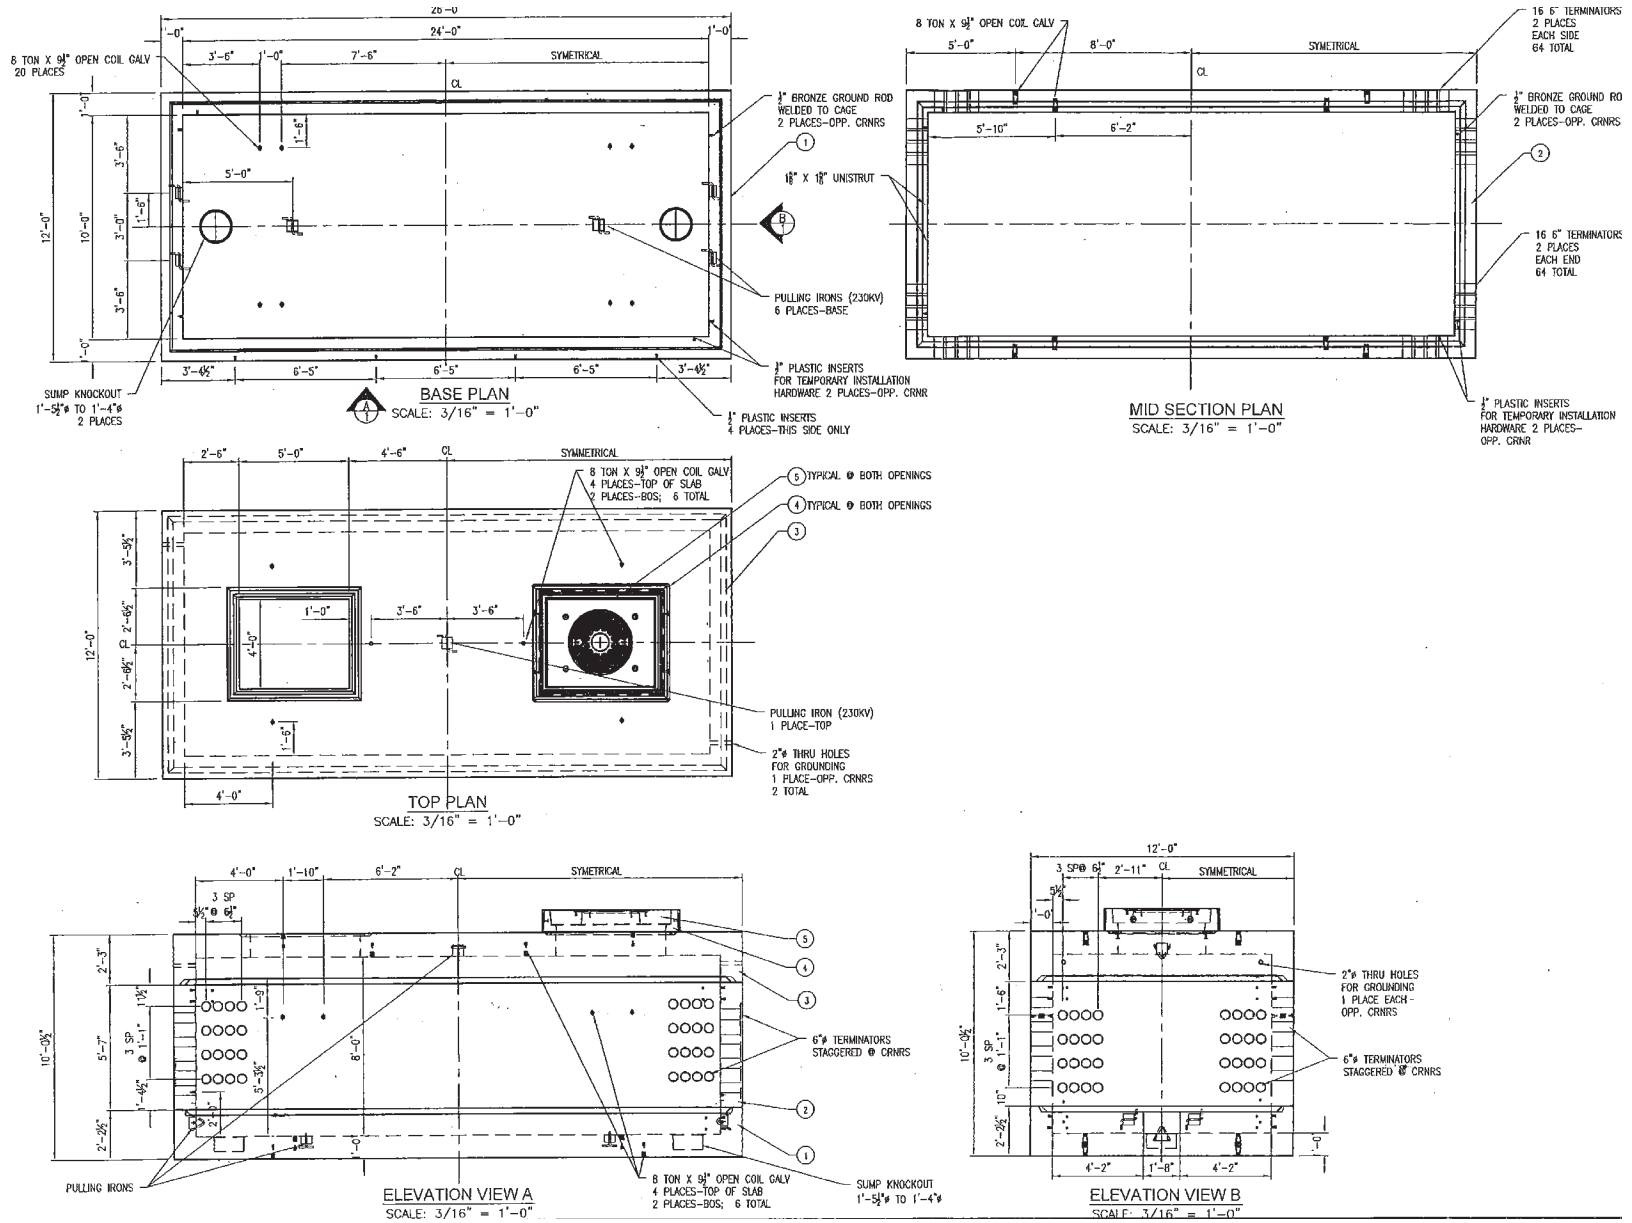 26'-0
'-0"
24'-0"
1'-0"
3'-6"
1'-0"
7'-6"
SYMETRICAL
CL
8 TON X 9½" OPEN COIL GALV
20 PLACES
1'-0"
1'-6"
3'-6"
5'-0"
1'-6"
12'-0"
10'-0"
3'-0"
3'-6"
1'-0"
½" BRONZE GROUND ROD
WELDED TO CAGE
2 PLACES-OPP. CRNRS
1
B
1
PULLING IRONS (230KV)
6 PLACES-BASE
½" PLASTIC INSERTS
FOR TEMPORARY INSTALLATION
HARDWARE 2 PLACES-OPP. CRNR
½" PLASTIC INSERTS
4 PLACES-THIS SIDE ONLY
3'-4½"
6'-5"
6'-5"
6'-5"
3'-4½"
SUMP KNOCKOUT
1'-5½"ø TO 1'-4"ø
2 PLACES
A
1
BASE PLAN
SCALE: 3/16" = 1'-0"
8 TON X 9½" OPEN COIL GALV
16 6" TERMINATORS
2 PLACES
EACH SIDE
64 TOTAL
5'-0"
8'-0"
SYMETRICAL
CL
½" BRONZE GROUND RO
WELDED TO CAGE
2 PLACES-OPP. CRNRS
5'-10"
6'-2"
2
1⅝" X 1⅝" UNISTRUT
16 6" TERMINATORS
2 PLACES
EACH END
64 TOTAL
½" PLASTIC INSERTS
FOR TEMPORARY INSTALLATION
HARDWARE 2 PLACES-
OPP. CRNR
MID SECTION PLAN
SCALE: 3/16" = 1'-0"
2'-6"
5'-0"
4'-6"
CL
SYMMETRICAL
8 TON X 9½" OPEN COIL GALV
4 PLACES-TOP OF SLAB
2 PLACES-BOS; 6 TOTAL
5 TYPICAL @ BOTH OPENINGS
4 TYPICAL @ BOTH OPENINGS
3
3'-5½"
2'-6½"
CL
12'-0"
2'-6½"
3'-5½"
1'-0"
4'-0"
3'-6"
3'-6"
1'-6"
4'-0"
PULLING IRON (230KV)
1 PLACE-TOP
2"ø THRU HOLES
FOR GROUNDING
1 PLACE-OPP. CRNRS
2 TOTAL
TOP PLAN
SCALE: 3/16" = 1'-0"
4'-0"
1'-10"
6'-2"
CL
SYMETRICAL
3 SP
5½" @ 6½"
2'-3"
1½"
1'-9"
10'-0½"
5'-7"
3 SP
@ 1'-1"
8'-0"
5'-3½"
1'-4½"
2'-0"
2'-2½"
1'-0"
5
4
3
6"ø TERMINATORS
STAGGERED @ CRNRS
2
1
PULLING IRONS
8 TON X 9½" OPEN COIL GALV
4 PLACES-TOP OF SLAB
2 PLACES-BOS; 6 TOTAL
SUMP KNOCKOUT
1'-5½"ø TO 1'-4"ø
ELEVATION VIEW A
SCALE: 3/16" = 1'-0"
12'-0"
3 SP@ 6½"
2'-11"
CL
SYMMETRICAL
5½"
'-0"
2'-3"
1'-6"
10'-0½"
3 SP
@ 1'-1"
10"
2'-2½"
-0"
2"ø THRU HOLES
FOR GROUNDING
1 PLACE EACH-
OPP. CRNRS
6"ø TERMINATORS
STAGGERED @ CRNRS
4'-2"
1'-8"
4'-2"
ELEVATION VIEW B
SCALE: 3/16" = 1'-0"